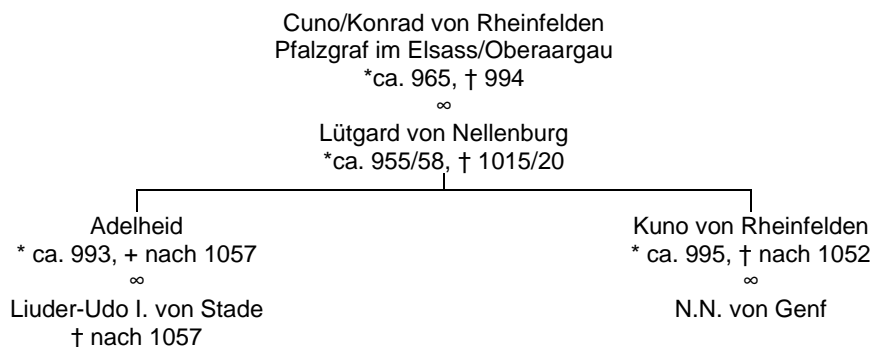 Cuno/Konrad von Rheinfelden
Pfalzgraf im Elsass/Oberaargau
*ca. 965, † 994
∞
Lütgard von Nellenburg
*ca. 955/58, † 1015/20
Adelheid
* ca. 993, + nach 1057
∞
Liuder-Udo I. von Stade
† nach 1057
Kuno von Rheinfelden
* ca. 995, † nach 1052
∞
N.N. von Genf